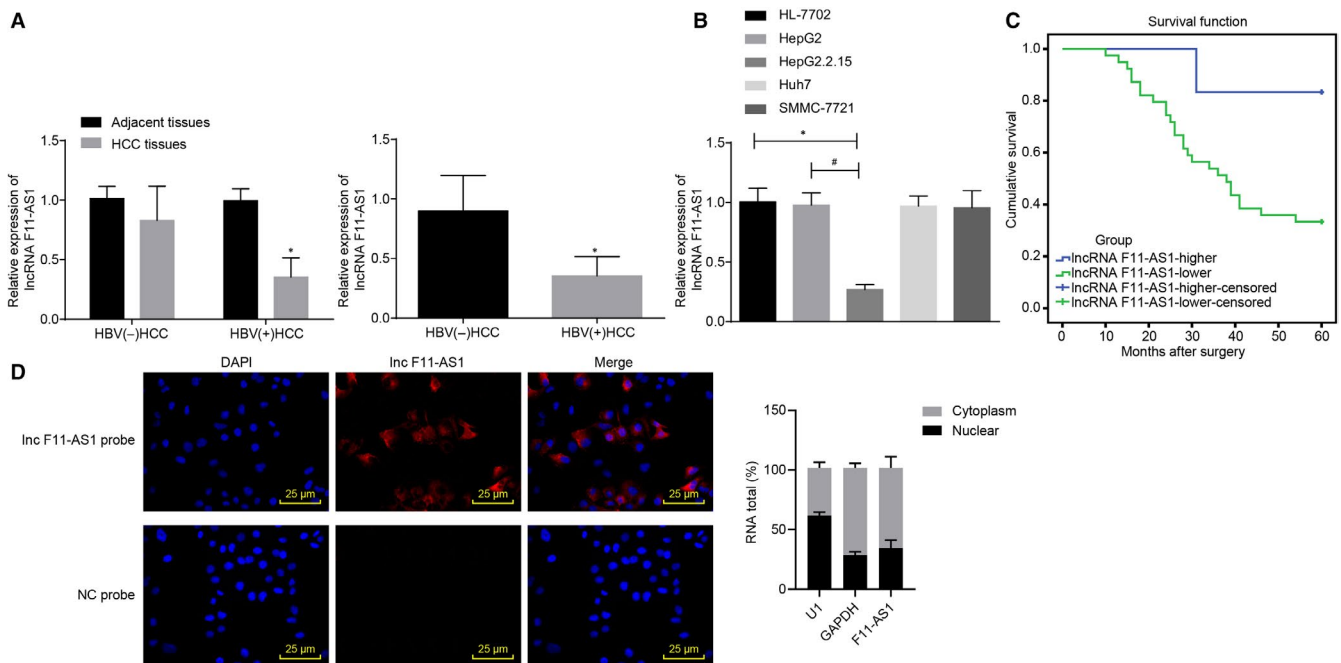 A
Adjacent tissues
HCC tissues
Relative expression of
lncRNA F11-AS1
1.5
1.0
0.5
0.0
HBV(–)HCC
HBV(+)HCC
*
Relative expression of
lncRNA F11-AS1
1.5
1.0
0.5
0.0
HBV(–)HCC
HBV(+)HCC
*
B
HL-7702
HepG2
HepG2.2.15
Huh7
SMMC-7721
Relative expression of
lncRNA F11-AS1
1.5
1.0
0.5
0.0
*
#
C
Survival function
Cumulative survival
1.0
0.8
0.6
0.4
0.2
0.0
Group
lncRNA F11-AS1-higher
lncRNA F11-AS1-lower
lncRNA F11-AS1-higher-censored
lncRNA F11-AS1-lower-censored
0 10 20 30 40 50 60
Months after surgery
D
DAPI
lnc F11-AS1
Merge
lnc F11-AS1 probe
25 µm
25 µm
25 µm
NC probe
25 µm
25 µm
25 µm
Cytoplasm
Nuclear
RNA total (%)
150
100
50
0
U1
GAPDH
F11-AS1